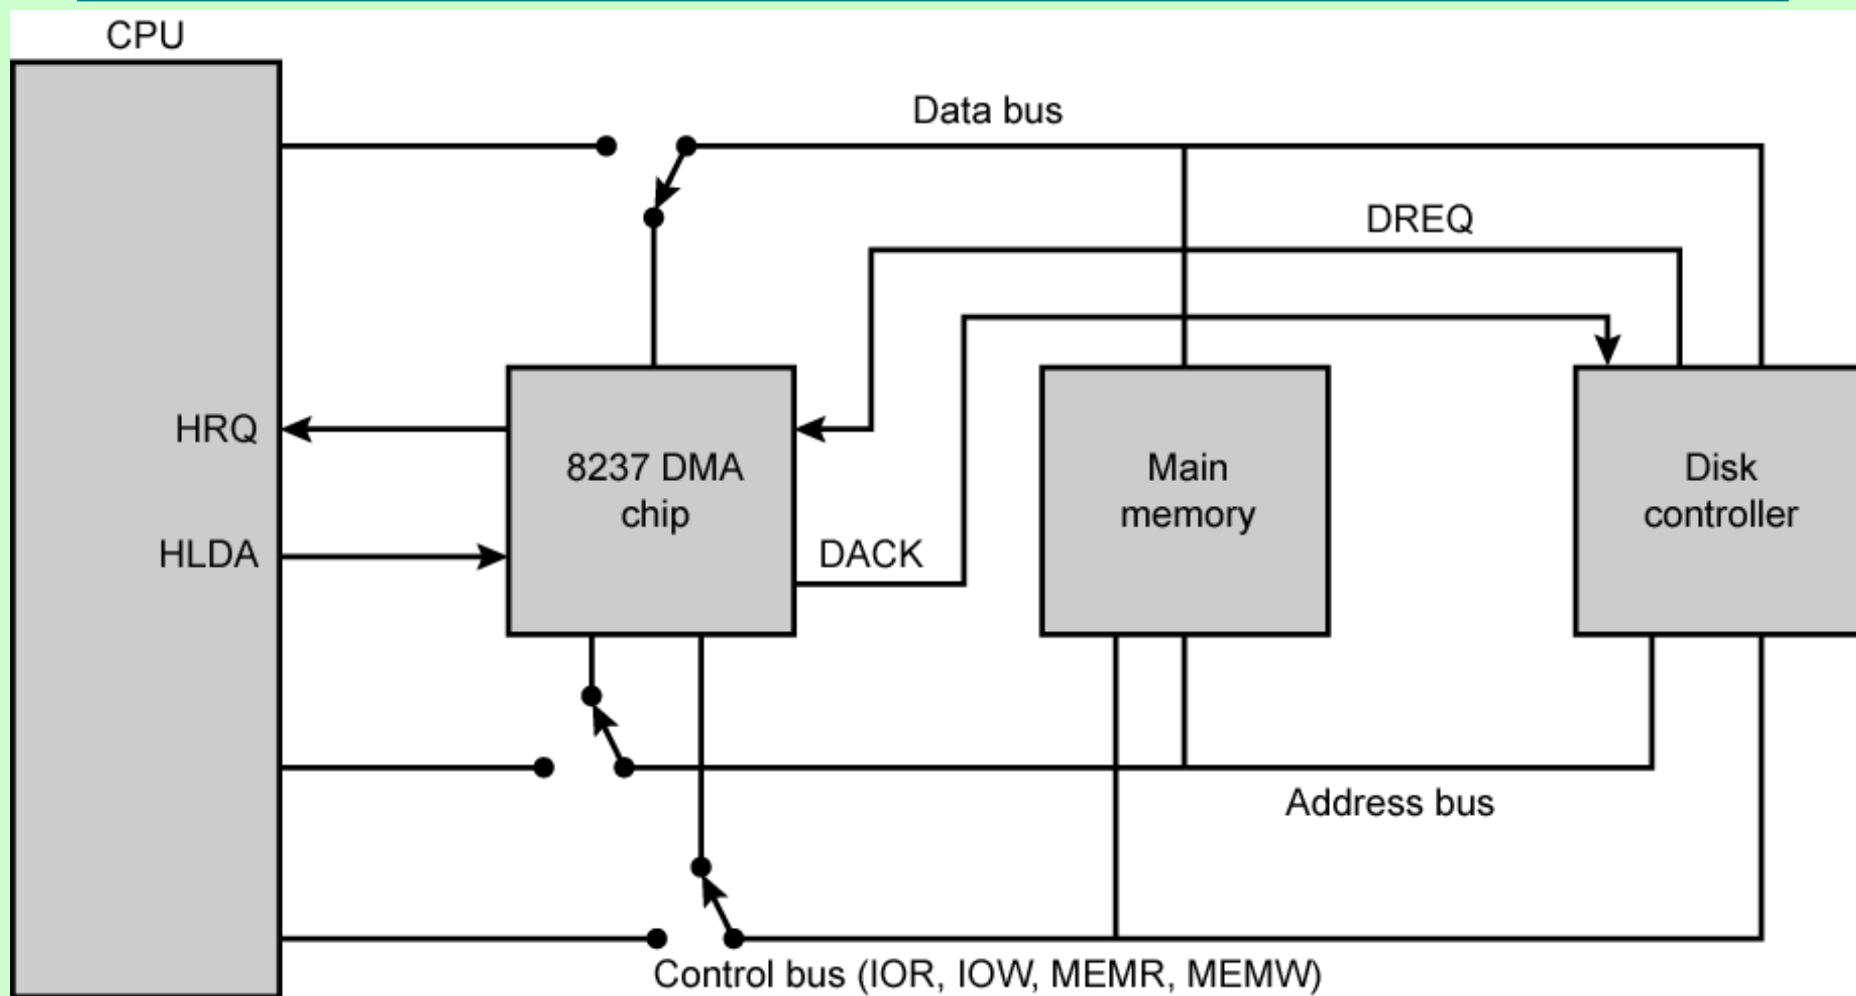 CPU
Data bus
DREQ
HRQ
8237 DMA
chip
Main
memory
Disk
controller
HLDA
DACK
Address bus
Control bus (IOR, IOW, MEMR, MEMW)